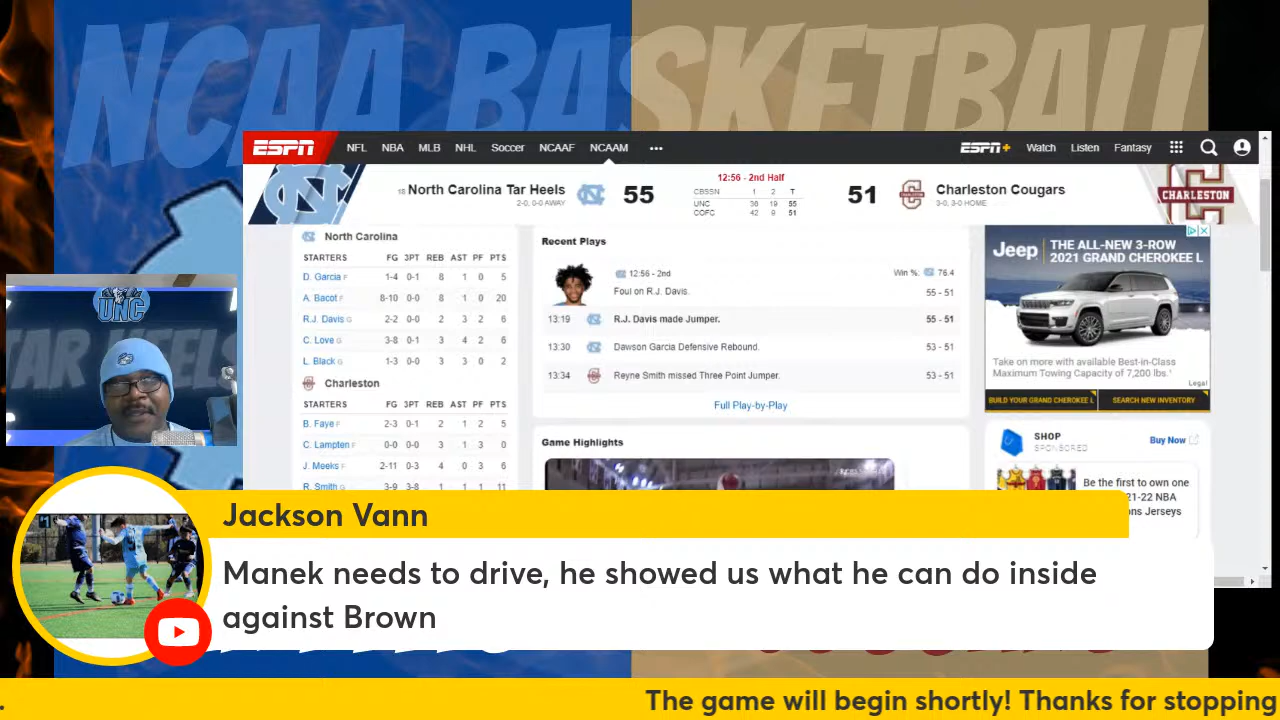 NCAA BASKETBALL
ESPN NFL NBA MLB NHL Soccer NCAAF NCAAM ••• ESPN+ Watch Listen Fantasy
18 North Carolina Tar Heels 55
2-0, 0-0 AWAY
12:56 - 2nd Half
CBSSN 1 2 T
UNC 36 19 55
COFC 42 9 51
51 Charleston Cougars
3-0, 3-0 HOME
CHARLESTON
North Carolina
STARTERS FG 3PT REB AST PF PTS
D. Garcia F 1-4 0-1 8 1 0 5
A. Bacot F 8-10 0-0 8 1 0 20
R.J. Davis G 2-2 0-0 2 3 2 6
C. Love G 3-8 0-1 3 4 2 6
L. Black G 1-3 0-0 3 3 0 2
Charleston
STARTERS FG 3PT REB AST PF PTS
B. Faye F 2-3 0-1 2 1 2 5
C. Lampten F 0-0 0-0 3 1 3 0
J. Meeks F 2-11 0-3 4 0 3 6
R. Smith G 3-9 3-8 1 1 1 11
Recent Plays
12:56 - 2nd Win %: 76.4
Foul on R.J. Davis. 55 - 51
13:19 R.J. Davis made Jumper. 55 - 51
13:30 Dawson Garcia Defensive Rebound. 53 - 51
13:34 Reyne Smith missed Three Point Jumper. 53 - 51
Full Play-by-Play
Game Highlights
Jeep THE ALL-NEW 3-ROW
2021 GRAND CHEROKEE L
Take on more with available Best-in-Class
Maximum Towing Capacity of 7,200 lbs.*
Legal
BUILD YOUR GRAND CHEROKEE L SEARCH NEW INVENTORY
SHOP Buy Now
SPONSORED
Be the first to own one
21-22 NBA
ons Jerseys
UNC
TAR HEELS
Jackson Vann
Manek needs to drive, he showed us what he can do inside
against Brown
. The game will begin shortly! Thanks for stopping